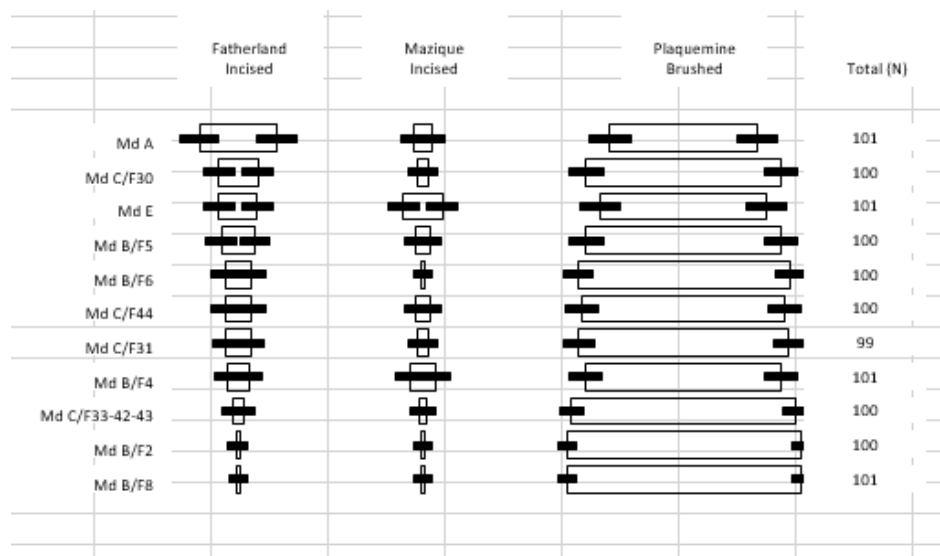 Fatherland Incised
Mazique Incised
Plaquemine Brushed
Total (N)
Md A 101
Md C/F30 100
Md E 101
Md B/F5 100
Md B/F6 100
Md C/F44 100
Md C/F31 99
Md B/F4 101
Md C/F33-42-43 100
Md B/F2 100
Md B/F8 101